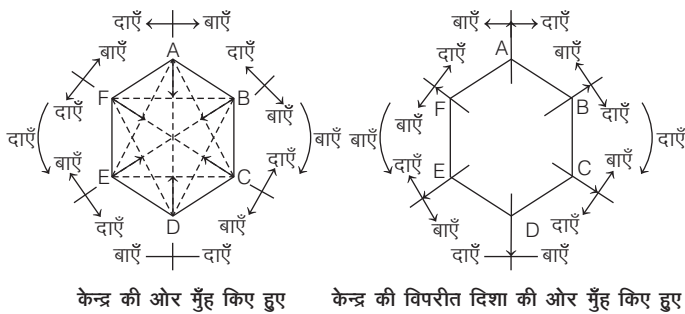 दाएँ बाएँ
A
बाएँ दाएँ
F B
दाएँ बाएँ
दाएँ बाएँ
बाएँ दाएँ
E C
दाएँ बाएँ
D
बाएँ दाएँ
केन्द्र की ओर मुँह किए हुए
बाएँ दाएँ
A
दाएँ बाएँ
F B
बाएँ दाएँ
बाएँ दाएँ
दाएँ बाएँ
E C
बाएँ दाएँ
D
दाएँ बाएँ
केन्द्र की विपरीत दिशा की ओर मुँह किए हुए